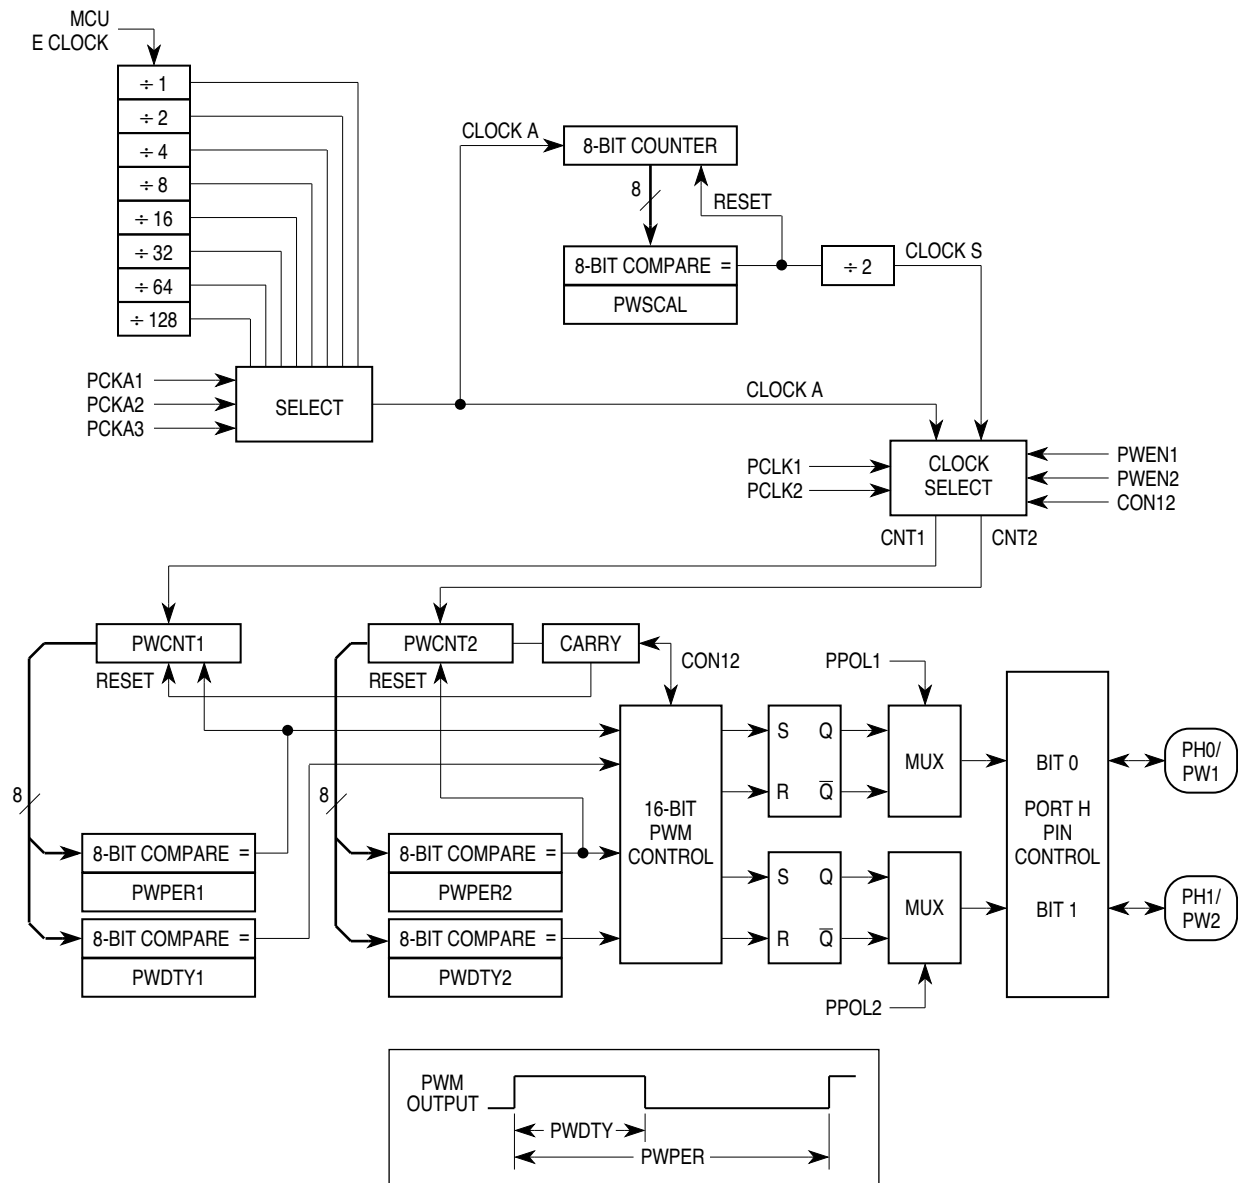 MCU
E CLOCK
÷ 1
÷ 2
÷ 4
÷ 8
÷ 16
÷ 32
÷ 64
÷ 128
PCKA1
PCKA2
PCKA3
SELECT
CLOCK A
8-BIT COUNTER
8
RESET
8-BIT COMPARE =
PWSCAL
÷ 2
CLOCK S
CLOCK A
PCLK1
PCLK2
CLOCK
SELECT
PWEN1
PWEN2
CON12
CNT1
CNT2
PWCNT1
RESET
PWCNT2
RESET
CARRY
CON12
8
8-BIT COMPARE =
PWPER1
8-BIT COMPARE =
PWDTY1
8
8-BIT COMPARE =
PWPER2
8-BIT COMPARE =
PWDTY2
16-BIT
PWM
CONTROL
S Q
R Q̅
S Q
R Q̅
PPOL1
MUX
MUX
PPOL2
BIT 0
PORT H
PIN
CONTROL
BIT 1
PH0/
PW1
PH1/
PW2
PWM
OUTPUT
PWDTY
PWPER